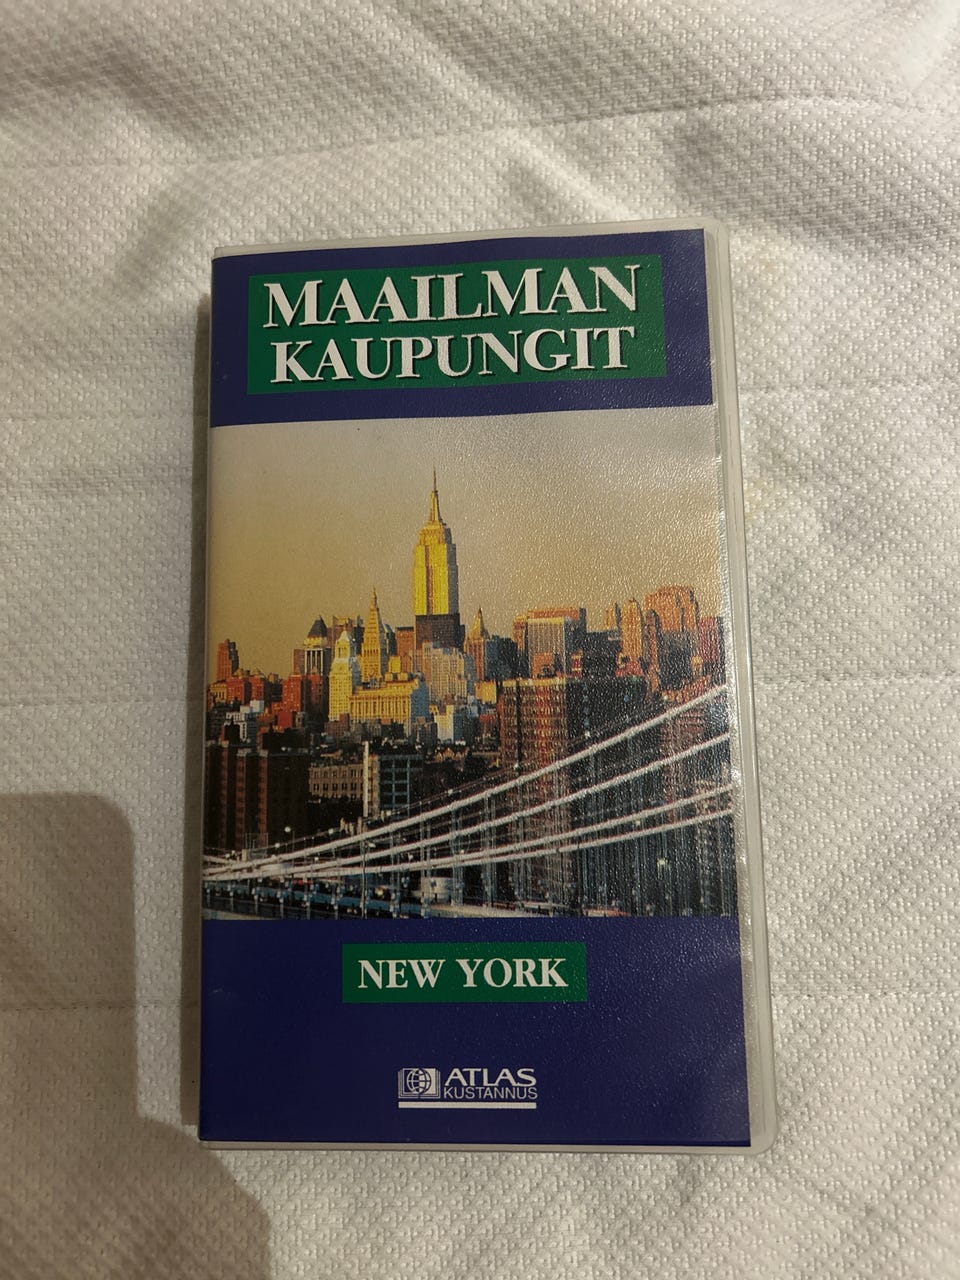 MAAILMAN
KAUPUNGIT
NEW YORK
ATLAS
KUSTANNUS